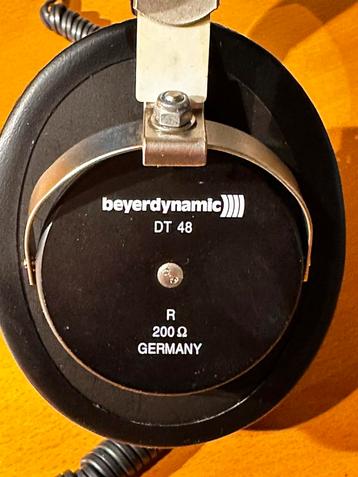 beyerdynamic
DT 48
R
200 Ω
GERMANY